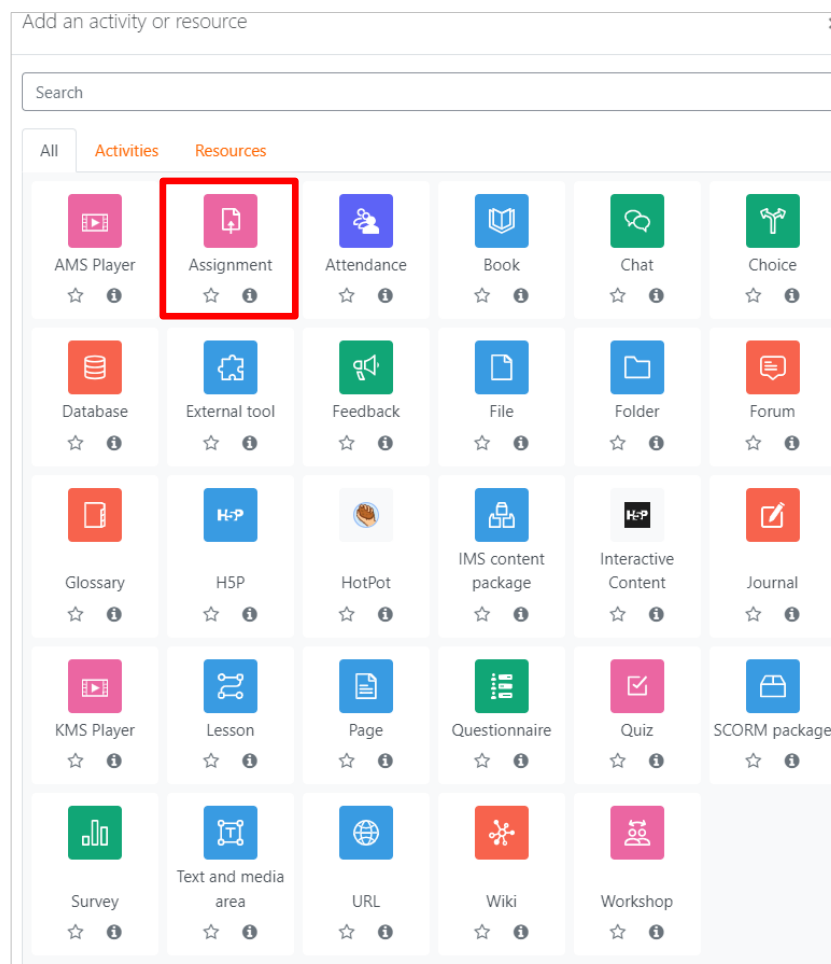 Add an activity or resource
Search
All Activities Resources
AMS Player Assignment Attendance Book Chat Choice
Database External tool Feedback File Folder Forum
H5P H5P
IMS content Interactive
Glossary H5P HotPot package Content Journal
KMS Player Lesson Page Questionnaire Quiz SCORM package
Text and media
Survey area URL Wiki Workshop